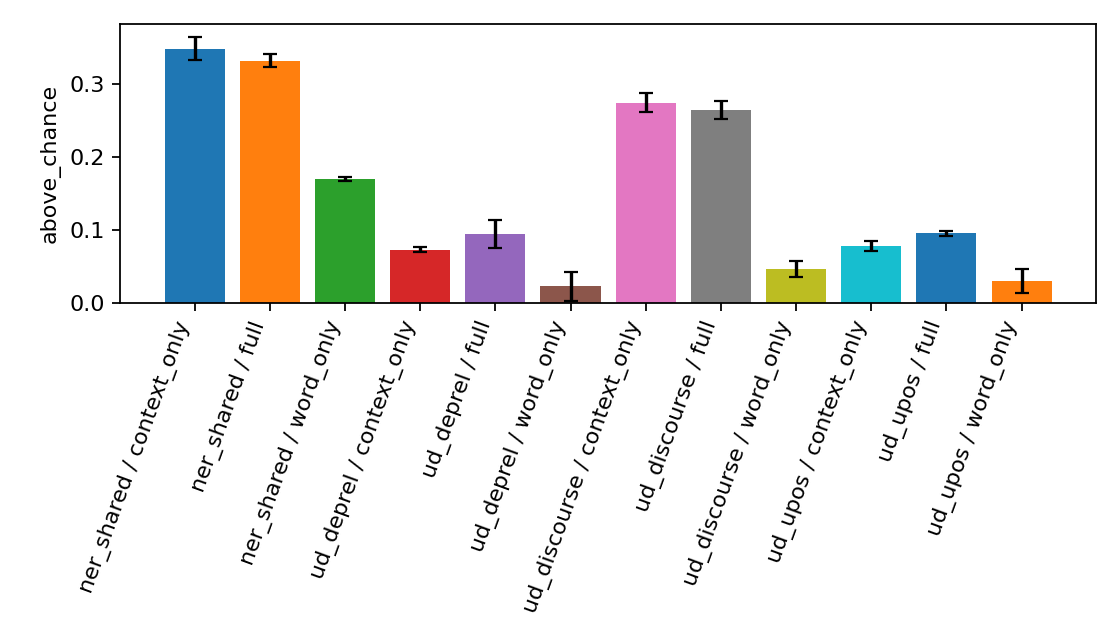 above_chance
0.3
0.2
0.1
0.0
ner_shared / context_only
ner_shared / full
ner_shared / word_only
ud_deprel / context_only
ud_deprel / full
ud_deprel / word_only
ud_discourse / context_only
ud_discourse / full
ud_discourse / word_only
ud_upos / context_only
ud_upos / full
ud_upos / word_only